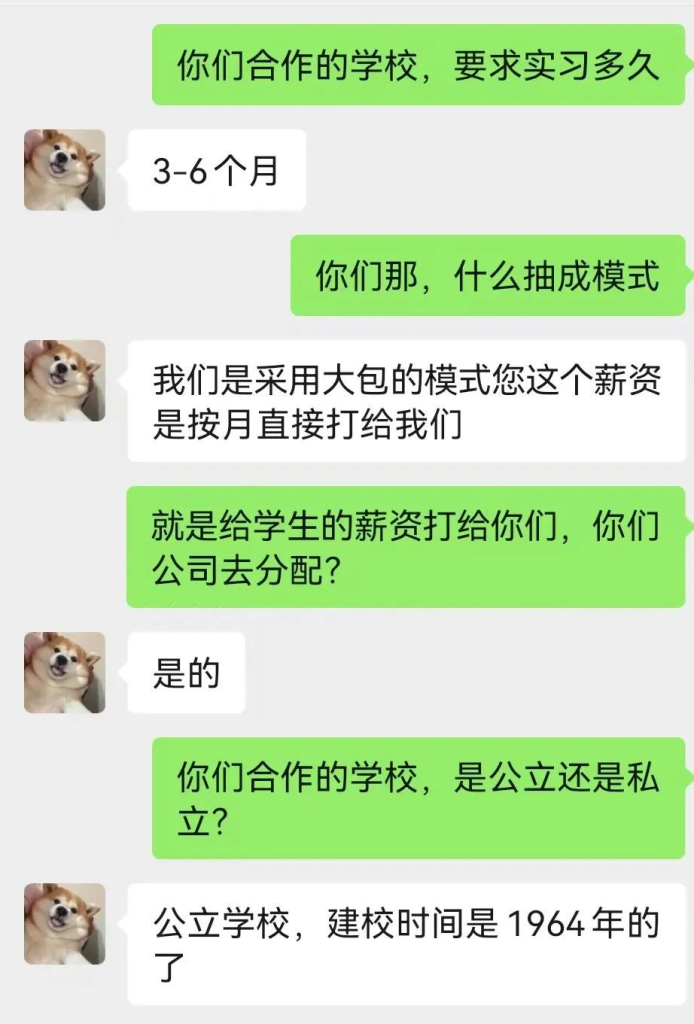 你们合作的学校，要求实习多久
3-6个月
你们那，什么抽成模式
我们是采用大包的模式您这个薪资
是按月直接打给我们
就是给学生的薪资打给你们，你们
公司去分配？
是的
你们合作的学校，是公立还是私
立？
公立学校，建校时间是1964年的
了